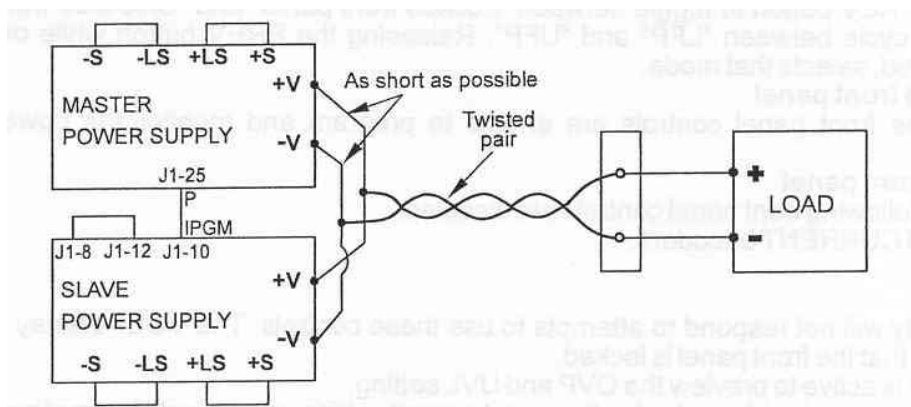 -S -LS +LS +S
As short as possible
+V
MASTER
POWER SUPPLY
Twisted
pair
-V
J1-25
P
LOAD
+
-
IPGM
J1-8 J1-12 J1-10
+V
SLAVE
POWER SUPPLY
-V
-S -LS +LS +S